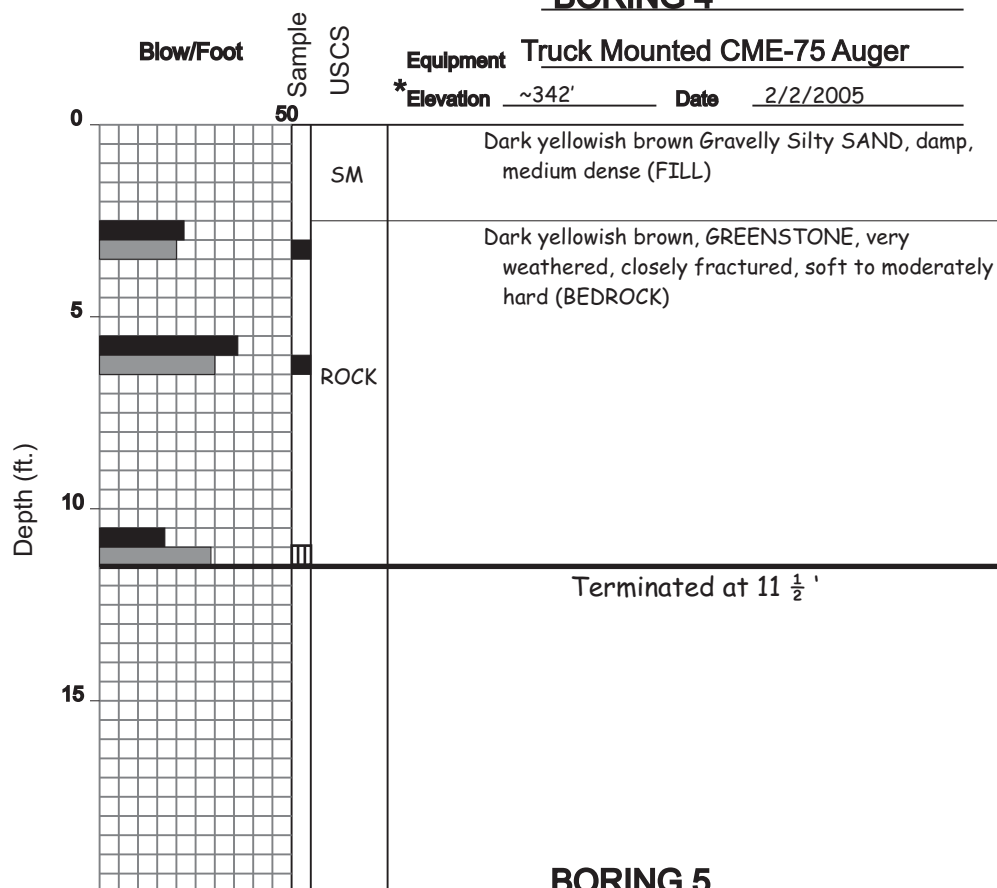 BORING 4
Blow/Foot
Sample
USCS
Equipment Truck Mounted CME-75 Auger
*Elevation ~342' Date 2/2/2005
50
0
Dark yellowish brown Gravelly Silty SAND, damp,
medium dense (FILL)
SM
Dark yellowish brown, GREENSTONE, very
weathered, closely fractured, soft to moderately
hard (BEDROCK)
5
ROCK
Depth (ft.)
10
Terminated at 11 ½ '
15
BORING 5